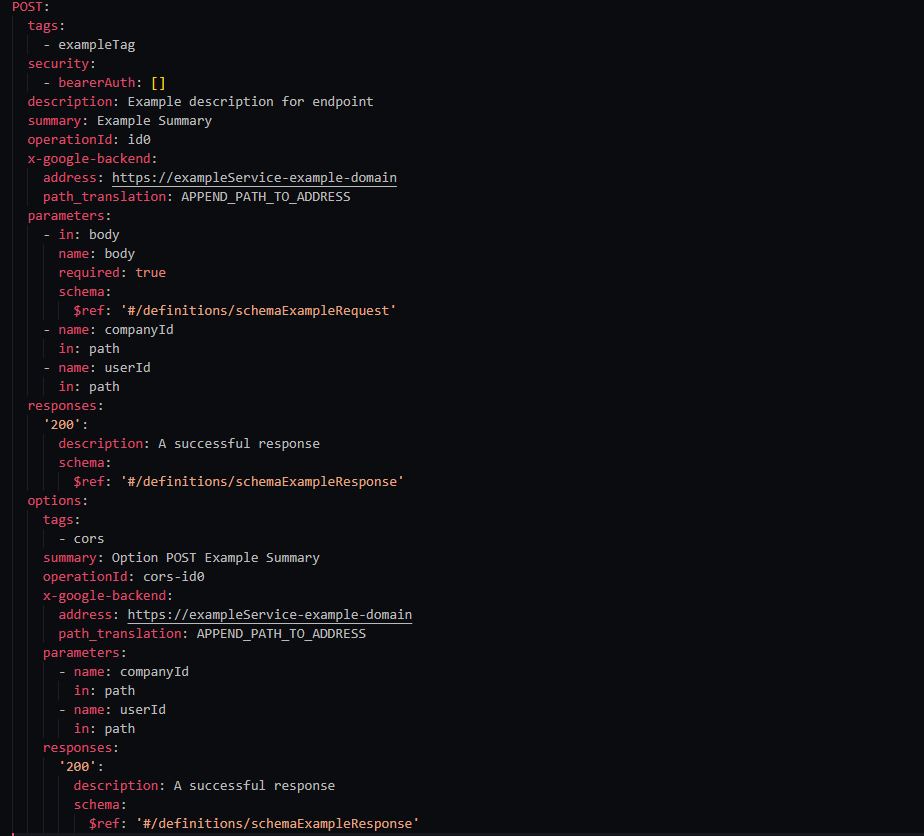 POST:
  tags:
    - exampleTag
  security:
    - bearerAuth: []
  description: Example description for endpoint
  summary: Example Summary
  operationId: id0
  x-google-backend:
    address: https://exampleService-example-domain
    path_translation: APPEND_PATH_TO_ADDRESS
  parameters:
    - in: body
      name: body
      required: true
      schema:
        $ref: '#/definitions/schemaExampleRequest'
    - name: companyId
      in: path
    - name: userId
      in: path
  responses:
    '200':
      description: A successful response
      schema:
        $ref: '#/definitions/schemaExampleResponse'
  options:
    tags:
      - cors
    summary: Option POST Example Summary
    operationId: cors-id0
    x-google-backend:
      address: https://exampleService-example-domain
      path_translation: APPEND_PATH_TO_ADDRESS
    parameters:
      - name: companyId
        in: path
      - name: userId
        in: path
    responses:
      '200':
        description: A successful response
        schema:
          $ref: '#/definitions/schemaExampleResponse'